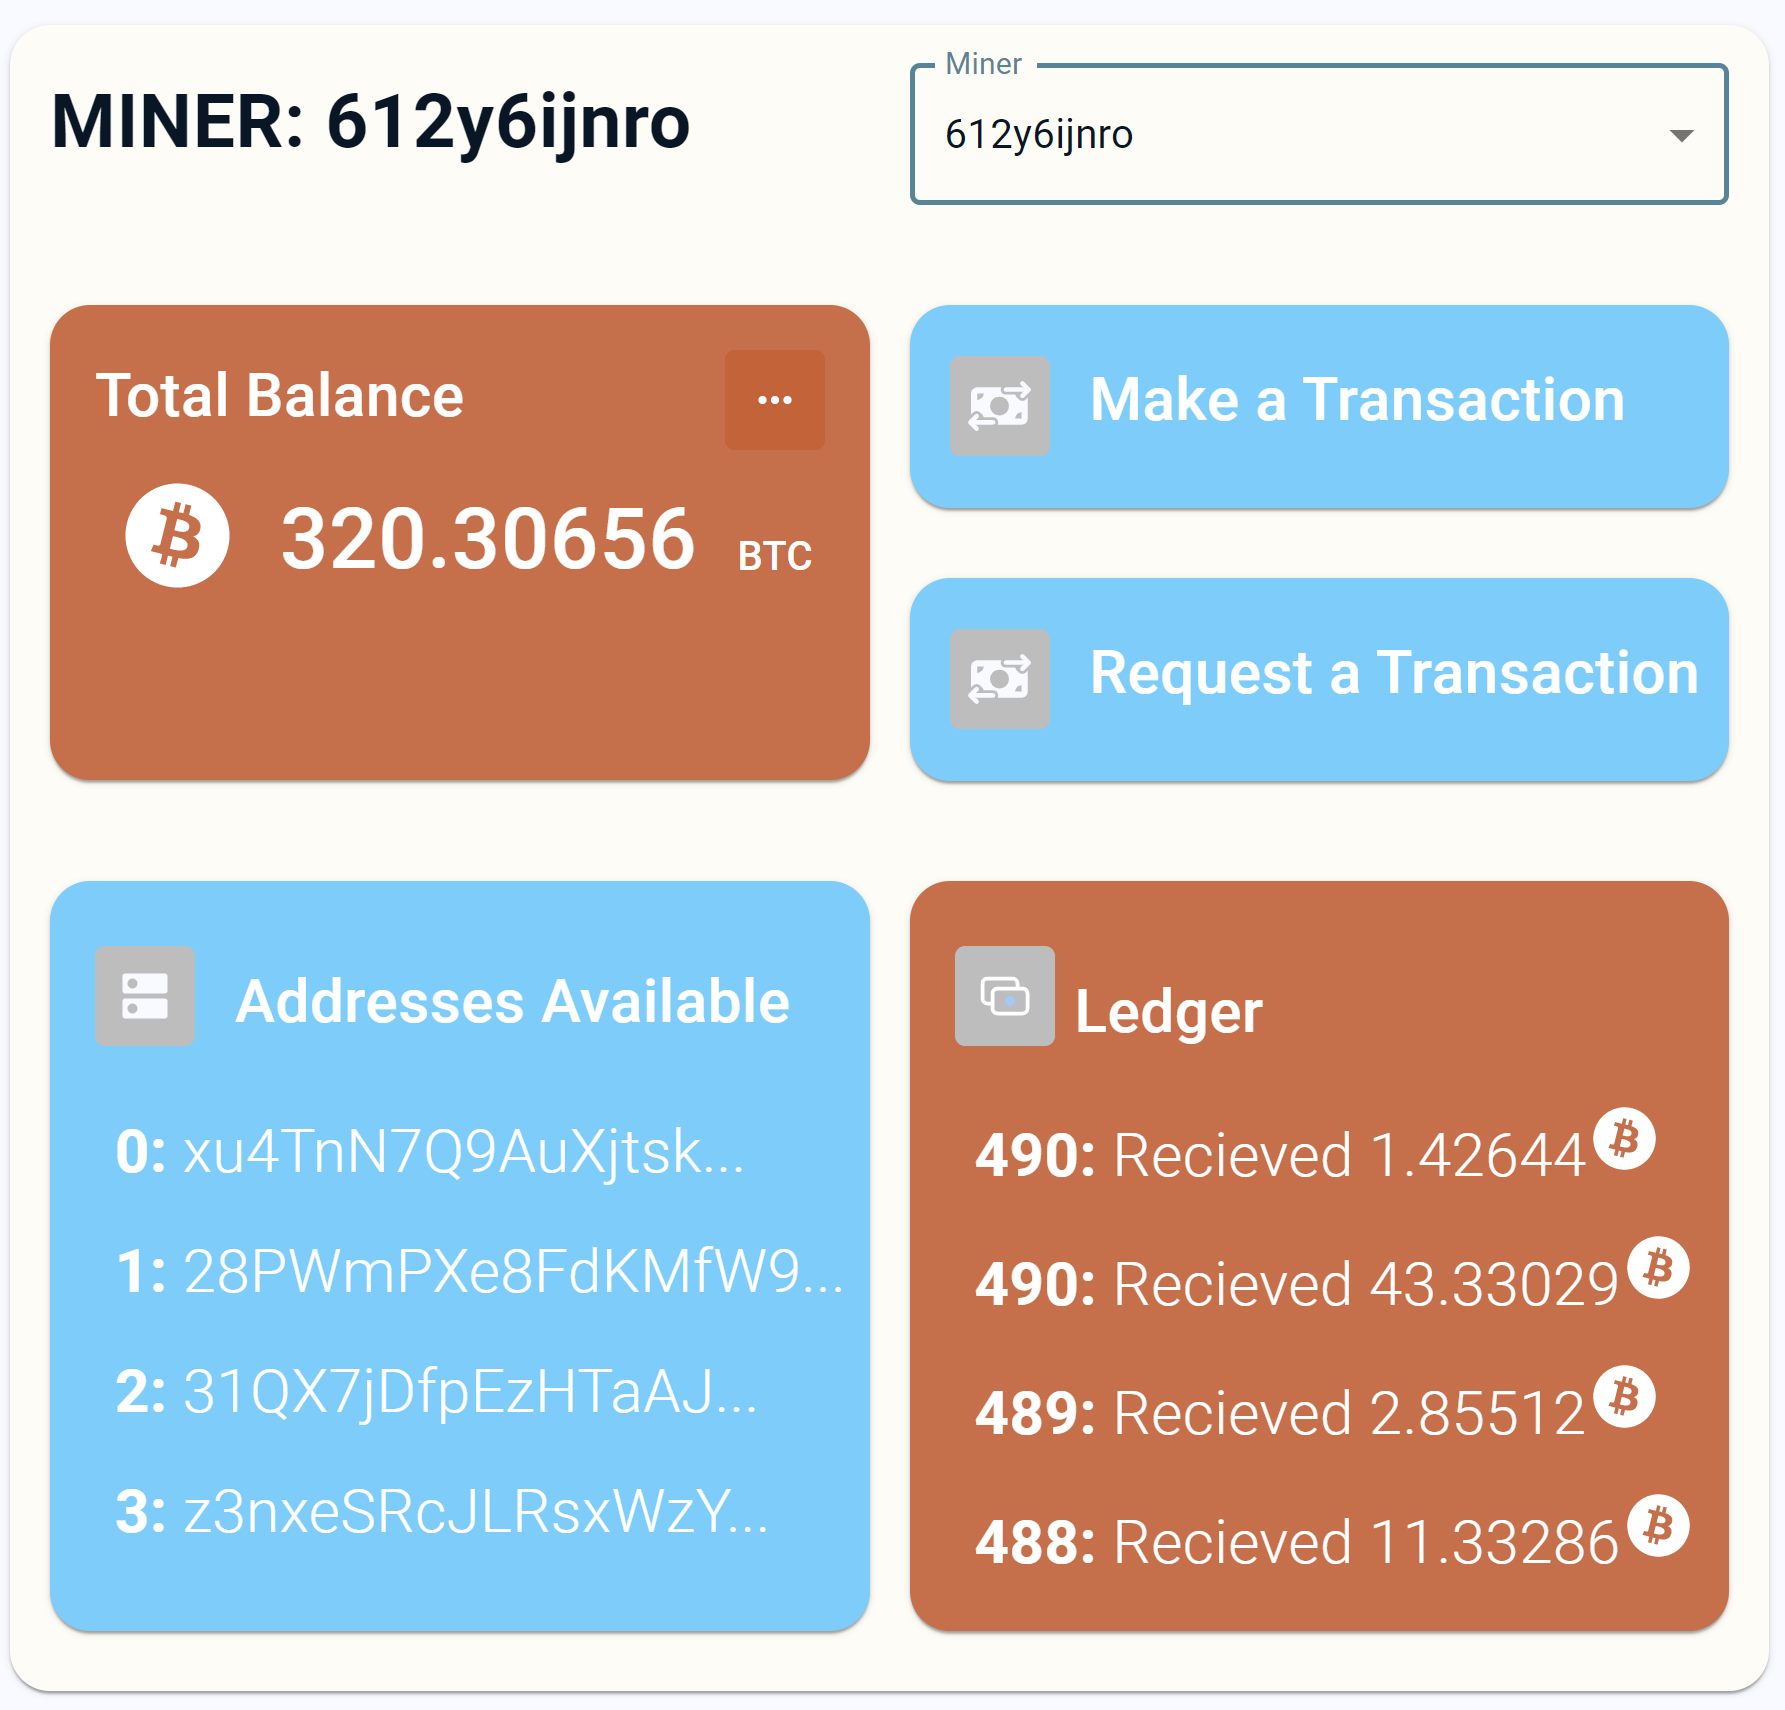 Miner
MINER: 612y6ijnro
612y6ijnro
Total Balance
320.30656 BTC
Make a Transaction
Request a Transaction
Addresses Available
0: xu4TnN7Q9AuXjtsk...
1: 28PWmPXe8FdKMfW9...
2: 31QX7jDfpEzHTaAJ...
3: z3nxeSRcJLRsxWzY...
Ledger
490: Recieved 1.42644
490: Recieved 43.33029
489: Recieved 2.85512
488: Recieved 11.33286